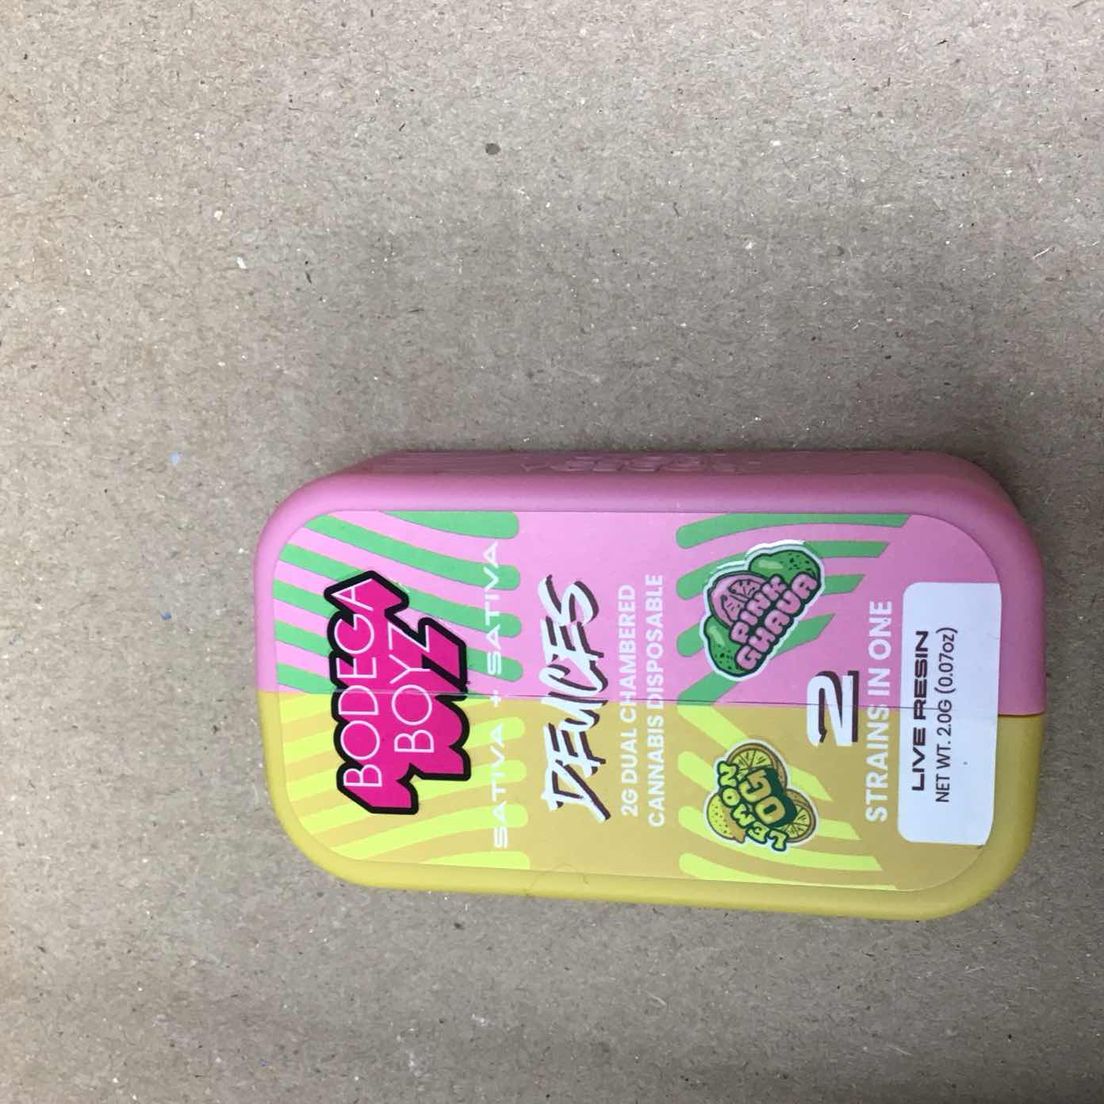 BODEGA
BOYZ
SATIVA + SATIVA
DEUCES
2G DUAL CHAMBERED
CANNABIS DISPOSABLE
LEMON
OG
PINK
GHAVA
2
STRAINS IN ONE
LIVE RESIN
NET WT. 2.0G (0.07oz)